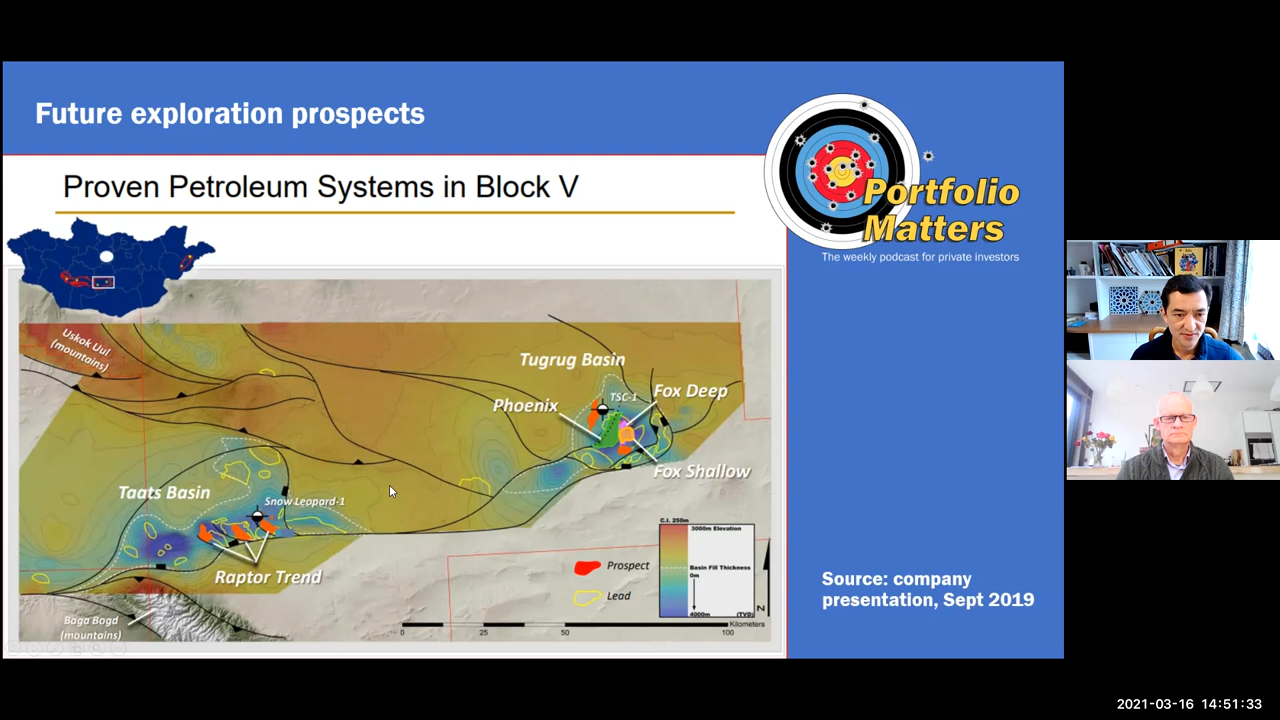 Future exploration prospects
Proven Petroleum Systems in Block V
Portfolio
Matters
The weekly podcast for private investors
Uskok Uul
(mountains)
Tugrug Basin
TSC-1
Fox Deep
Phoenix
Fox Shallow
Taats Basin
Snow Leopard-1
Raptor Trend
Baga Bogd
(mountains)
Prospect
Lead
C.I. 250m
3000m Elevation
Basin Fill Thickness
0m
4000m (TVD)
N
0 25 50 100 Kilometers
Source: company
presentation, Sept 2019
2021-03-16 14:51:33